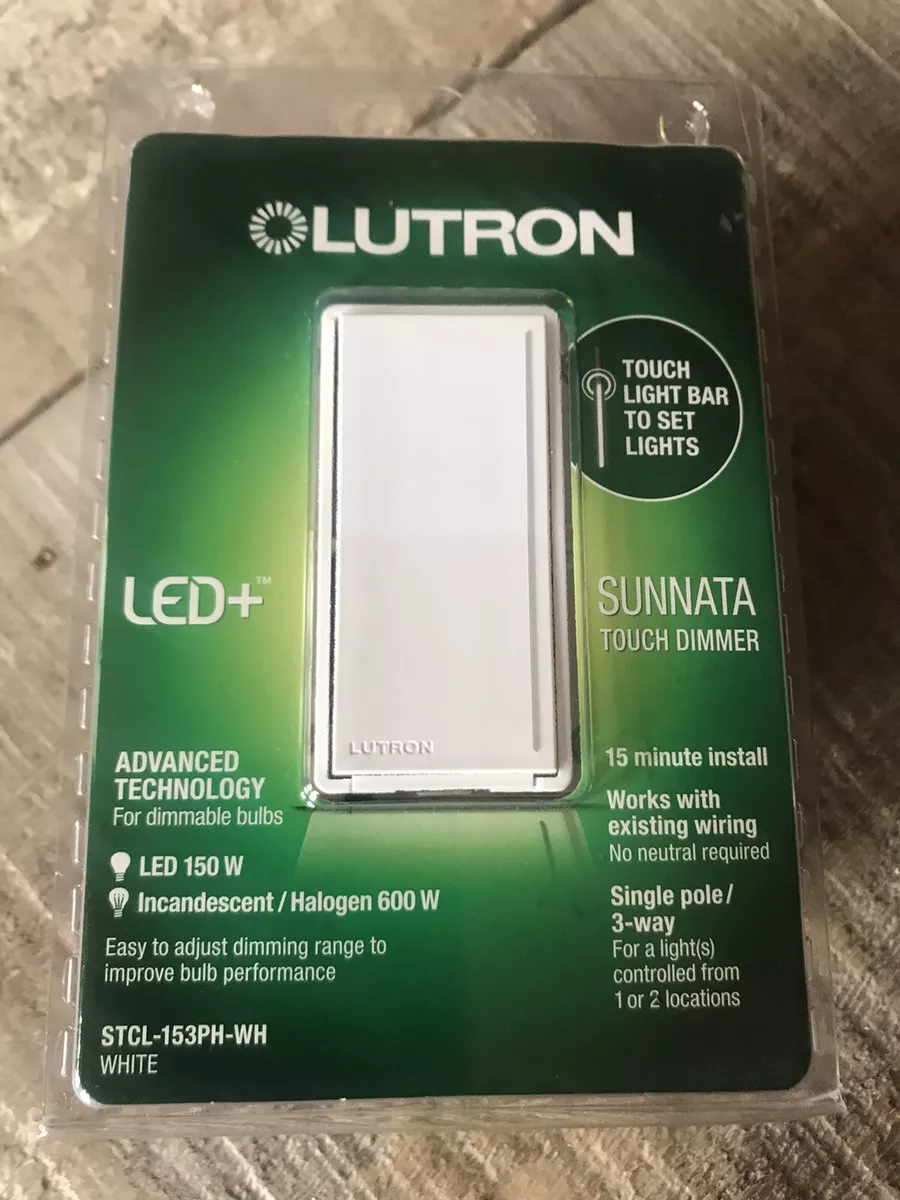 LUTRON
TOUCH
LIGHT BAR
TO SET
LIGHTS
LED+™
SUNNATA
TOUCH DIMMER
LUTRON
ADVANCED
TECHNOLOGY
For dimmable bulbs
LED 150 W
Incandescent / Halogen 600 W
Easy to adjust dimming range to
improve bulb performance
STCL-153PH-WH
WHITE
15 minute install
Works with
existing wiring
No neutral required
Single pole/
3-way
For a light(s)
controlled from
1 or 2 locations